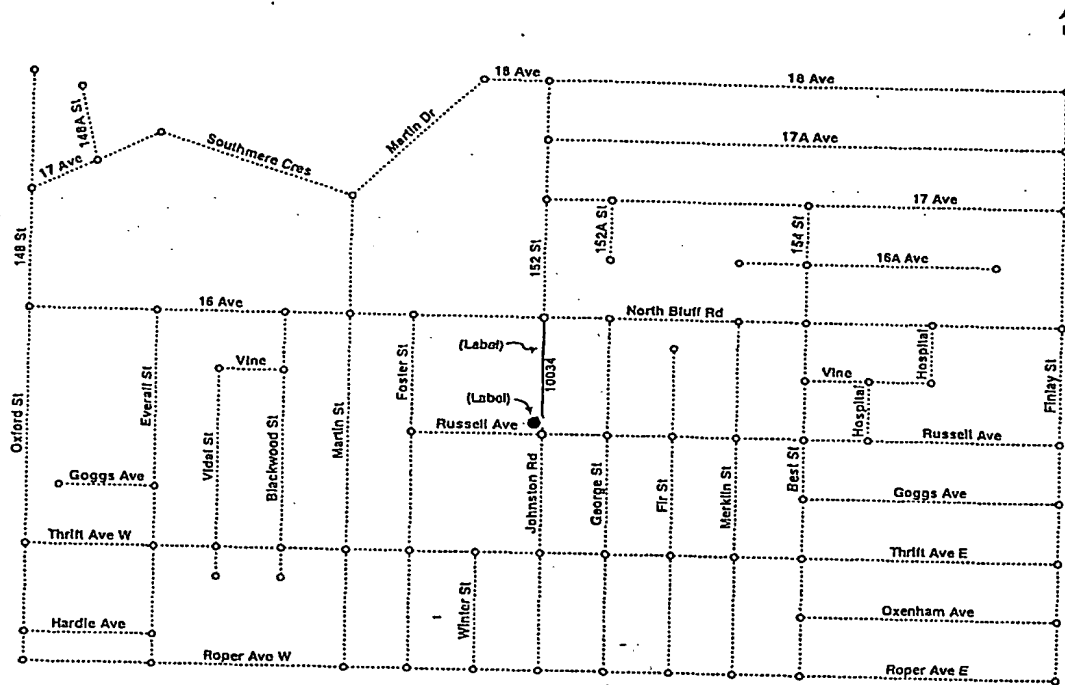 18 Ave
18 Ave
148A St
Martin Dr
17A Ave
Southmere Cres
17 Ave
17 Ave
152A St
154 St
148 St
152 St
16A Ave
16 Ave
North Bluff Rd
(Label)
Foster St
Hospital
Vine
10034
Vine
Finlay St
Everall St
(Label)
Oxford St
Martin St
Russell Ave
Hospital
Russell Ave
Vidal St
Blackwood St
Best St
Goggs Ave
Johnston Rd
George St
Fir St
Merklin St
Goggs Ave
Thrift Ave W
Thrift Ave E
Winter St
Oxenham Ave
Hardie Ave
Roper Ave W
Roper Ave E